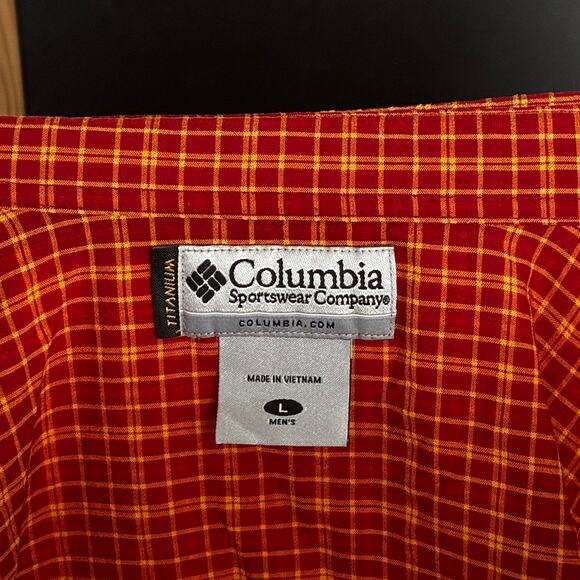 TITANIUM
Columbia
Sportswear Company®
COLUMBIA.COM
MADE IN VIETNAM
L
MEN'S